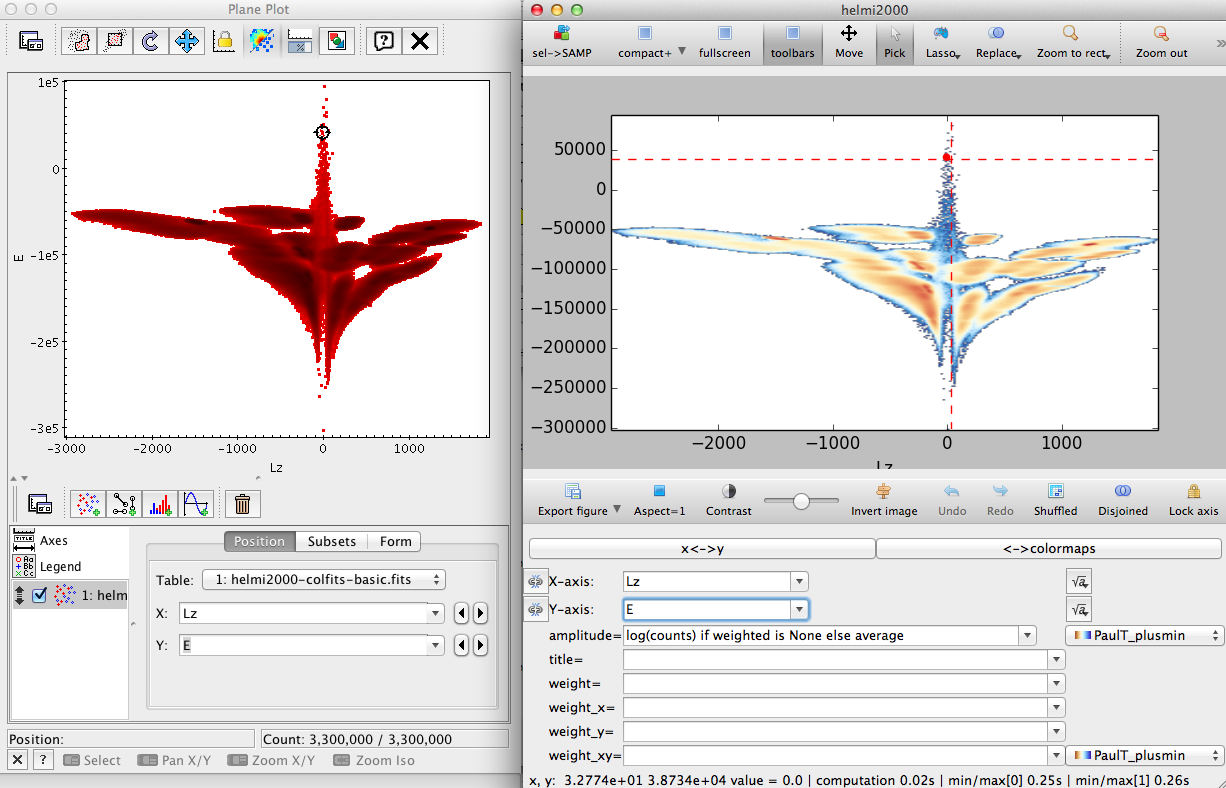 Plane Plot
1e5
0
-1e5
-2e5
-3e5
E
-3000 -2000 -1000 0 1000
Lz
TITLE
Axes
Legend
1: helm
Position Subsets Form
Table: 1: helmi2000-colfits-basic.fits
X: Lz
Y: E
Position:
Count: 3,300,000 / 3,300,000
Select Pan X/Y Zoom X/Y Zoom Iso
helmi2000
sel->SAMP compact+ fullscreen toolbars Move Pick Lasso Replace Zoom to rect Zoom out »
50000
0
−50000
−100000
−150000
−200000
−250000
−300000
−2000 −1000 0 1000
Lz
Export figure Aspect=1 Contrast Invert image Undo Redo Shuffled Disjoined Lock axis
x<->y <->colormaps
X-axis: Lz
Y-axis: E
amplitude= log(counts) if weighted is None else average PaulT_plusmin
title=
weight=
weight_x=
weight_y=
weight_xy= PaulT_plusmin
x, y: 3.2774e+01 3.8734e+04 value = 0.0 | computation 0.02s | min/max[0] 0.25s | min/max[1] 0.26s